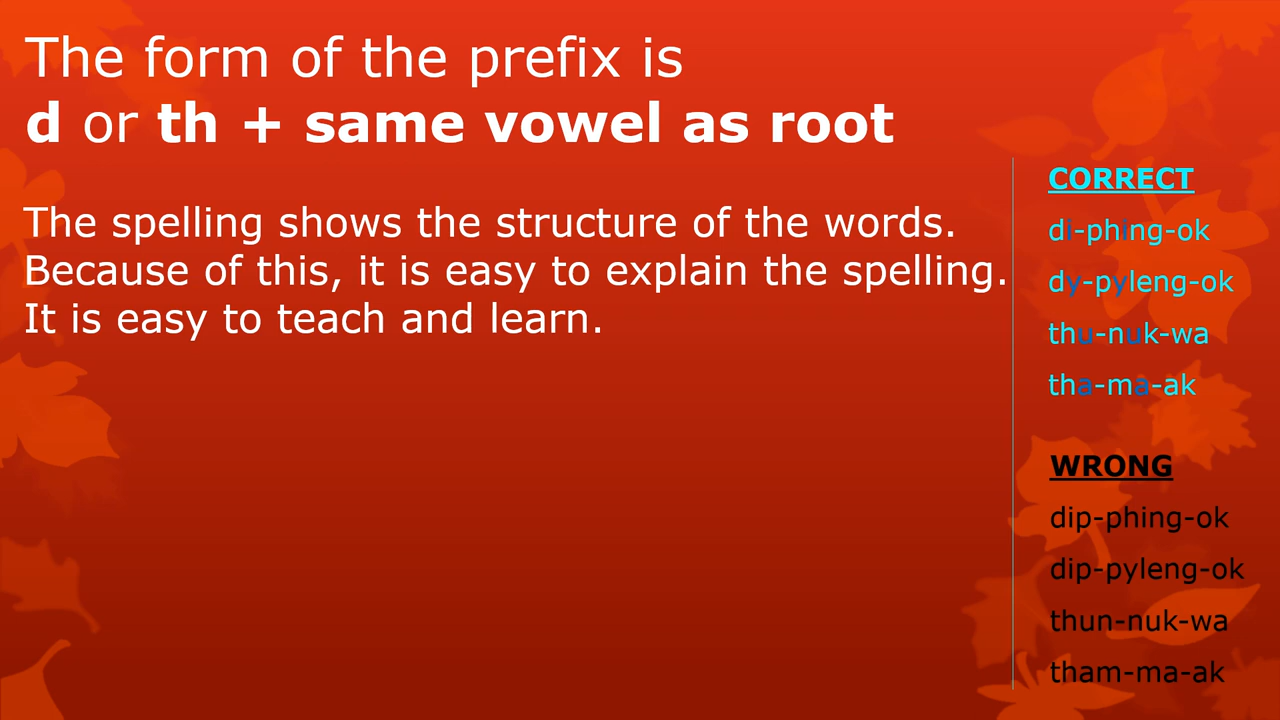 The form of the prefix is
d or th + same vowel as root
The spelling shows the structure of the words.
Because of this, it is easy to explain the spelling.
It is easy to teach and learn.
CORRECT
di-phing-ok
dy-pyleng-ok
thu-nuk-wa
tha-ma-ak
WRONG
dip-phing-ok
dip-pyleng-ok
thun-nuk-wa
tham-ma-ak